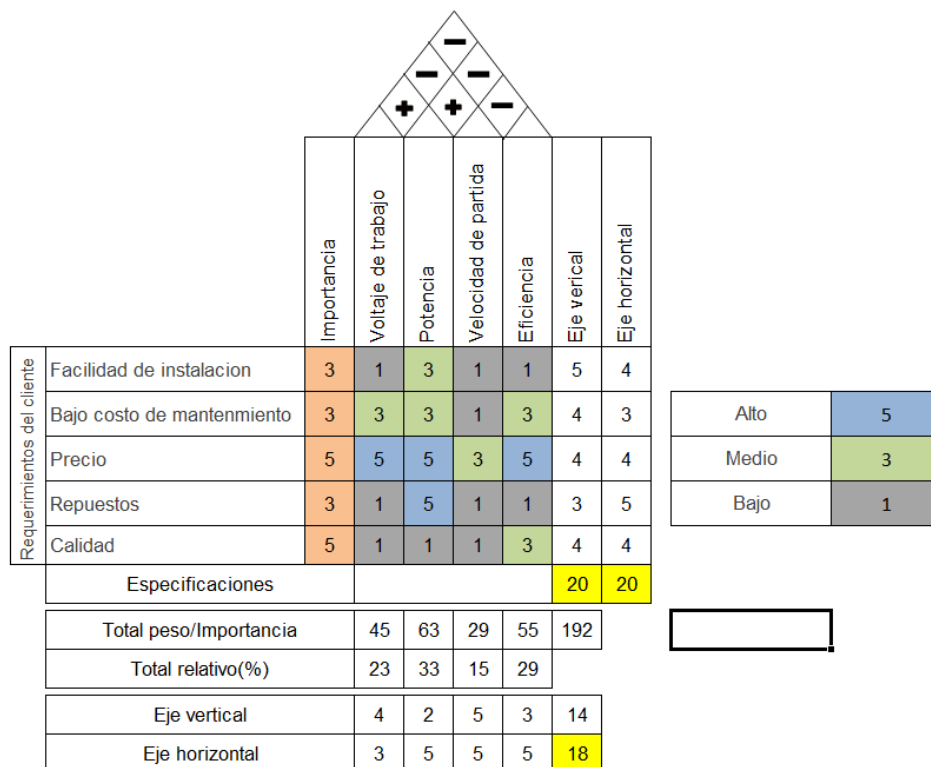 − 
− −
+ + −
Importancia Voltaje de trabajo Potencia Velocidad de partida Eficiencia Eje verical Eje horizontal
Requerimientos del cliente
Facilidad de instalacion 3 1 3 1 1 5 4
Bajo costo de mantenmiento 3 3 3 1 3 4 3
Precio 5 5 5 3 5 4 4
Repuestos 3 1 5 1 1 3 5
Calidad 5 1 1 1 3 4 4
Especificaciones 20 20
Total peso/Importancia 45 63 29 55 192
Total relativo(%) 23 33 15 29
Eje vertical 4 2 5 3 14
Eje horizontal 3 5 5 5 18
Alto 5
Medio 3
Bajo 1